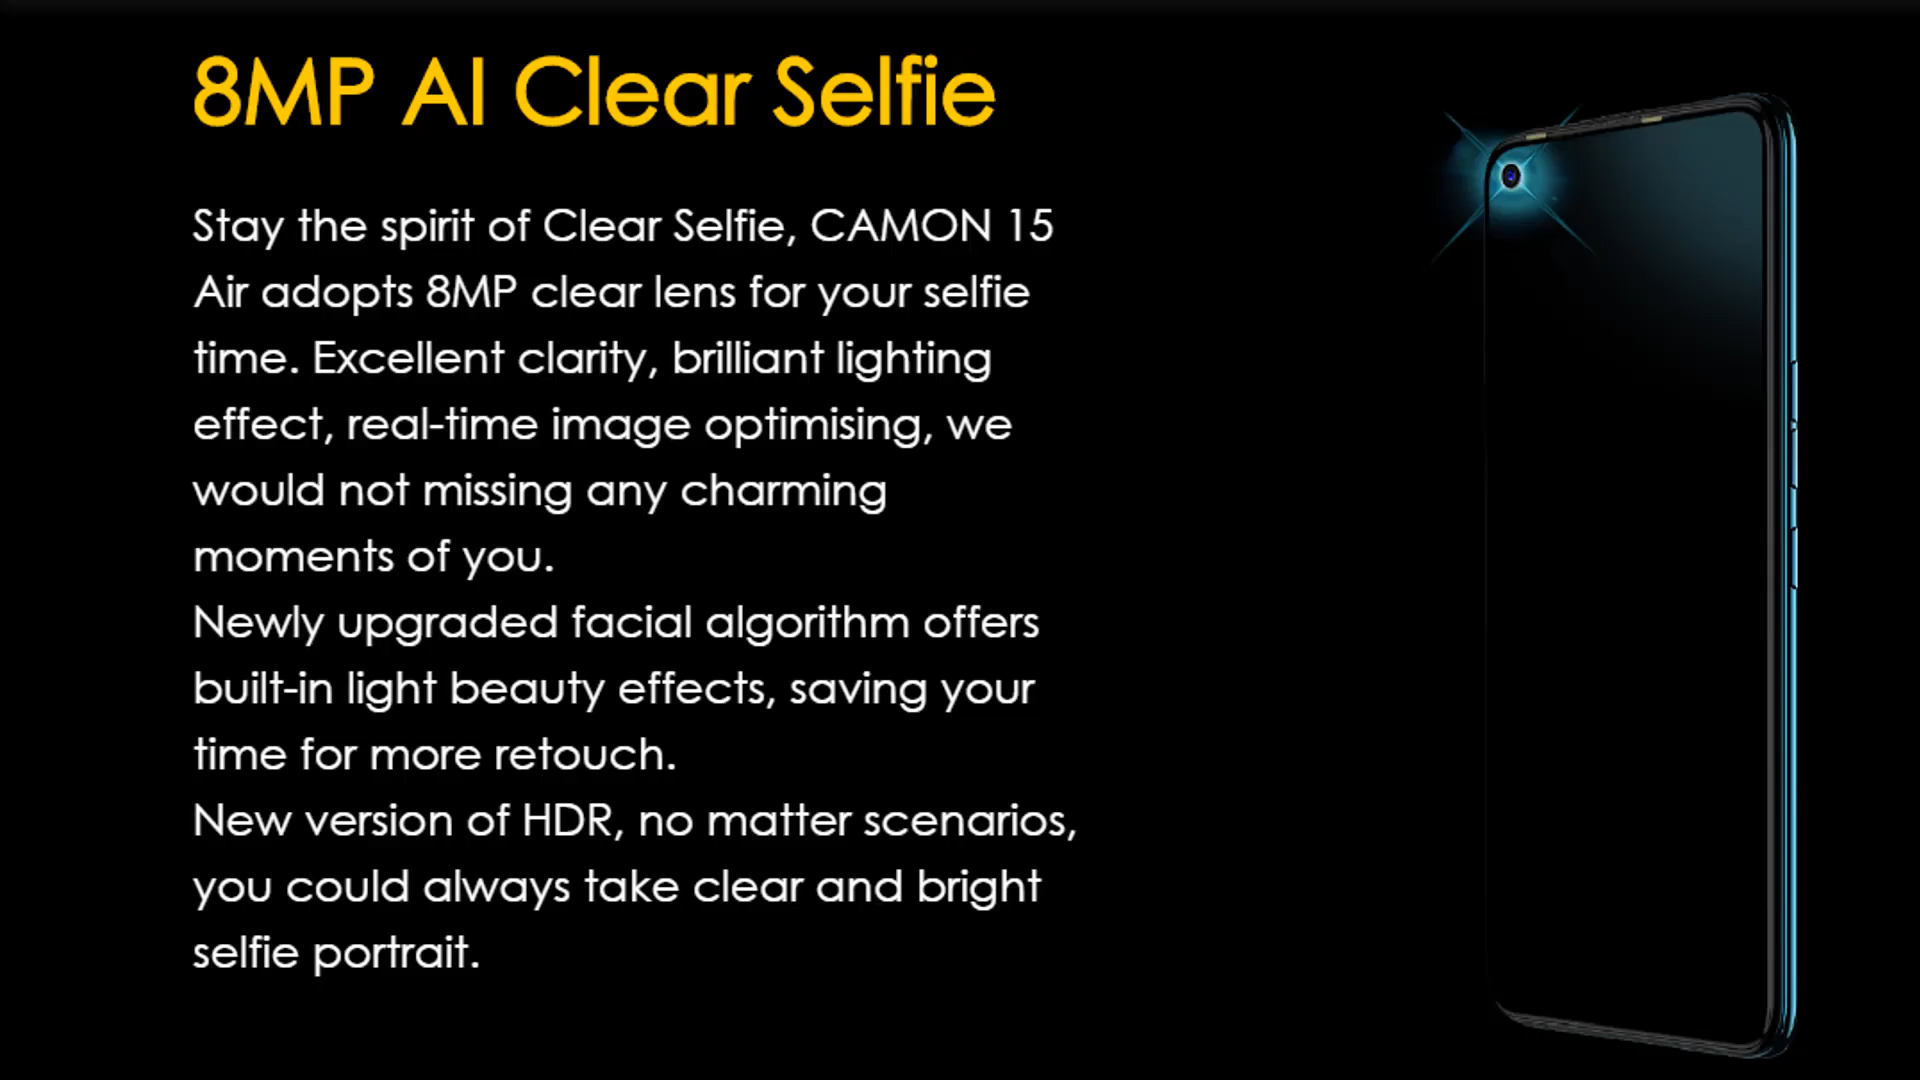 8MP AI Clear Selfie
Stay the spirit of Clear Selfie, CAMON 15
Air adopts 8MP clear lens for your selfie
time. Excellent clarity, brilliant lighting
effect, real-time image optimising, we
would not missing any charming
moments of you.
Newly upgraded facial algorithm offers
built-in light beauty effects, saving your
time for more retouch.
New version of HDR, no matter scenarios,
you could always take clear and bright
selfie portrait.